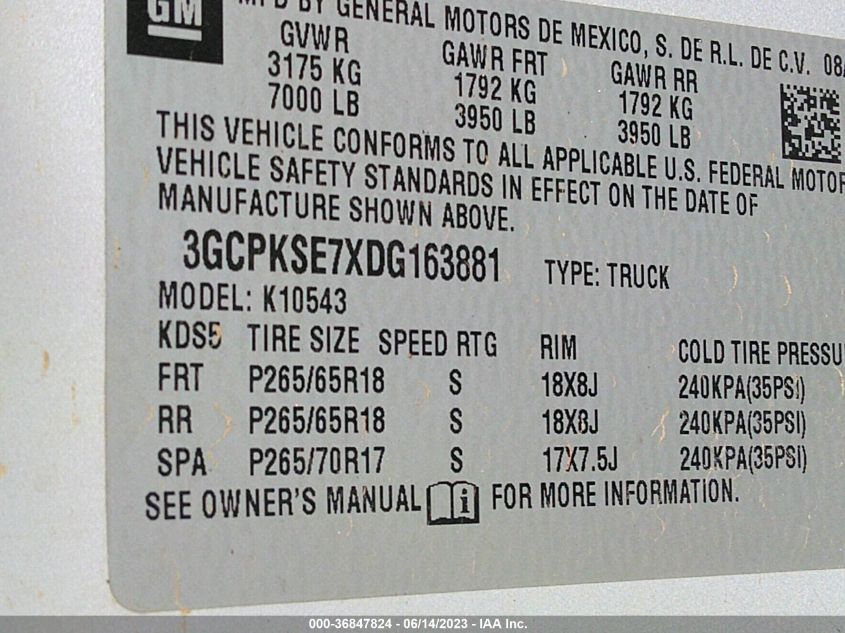 GM
MFD BY GENERAL MOTORS DE MEXICO, S. DE R.L. DE C.V. 08/
GVWR GAWR FRT GAWR RR
3175 KG 1792 KG 1792 KG
7000 LB 3950 LB 3950 LB
THIS VEHICLE CONFORMS TO ALL APPLICABLE U.S. FEDERAL MOTOR
VEHICLE SAFETY STANDARDS IN EFFECT ON THE DATE OF
MANUFACTURE SHOWN ABOVE.
3GCPKSE7XDG163881 TYPE: TRUCK
MODEL: K10543
KDS5 TIRE SIZE SPEED RTG RIM COLD TIRE PRESSU
FRT P265/65R18 S 18X8J 240KPA(35PSI)
RR P265/65R18 S 18X8J 240KPA(35PSI)
SPA P265/70R17 S 17X7.5J 240KPA(35PSI)
SEE OWNER'S MANUAL i FOR MORE INFORMATION.
000-36847824 - 06/14/2023 - IAA Inc.